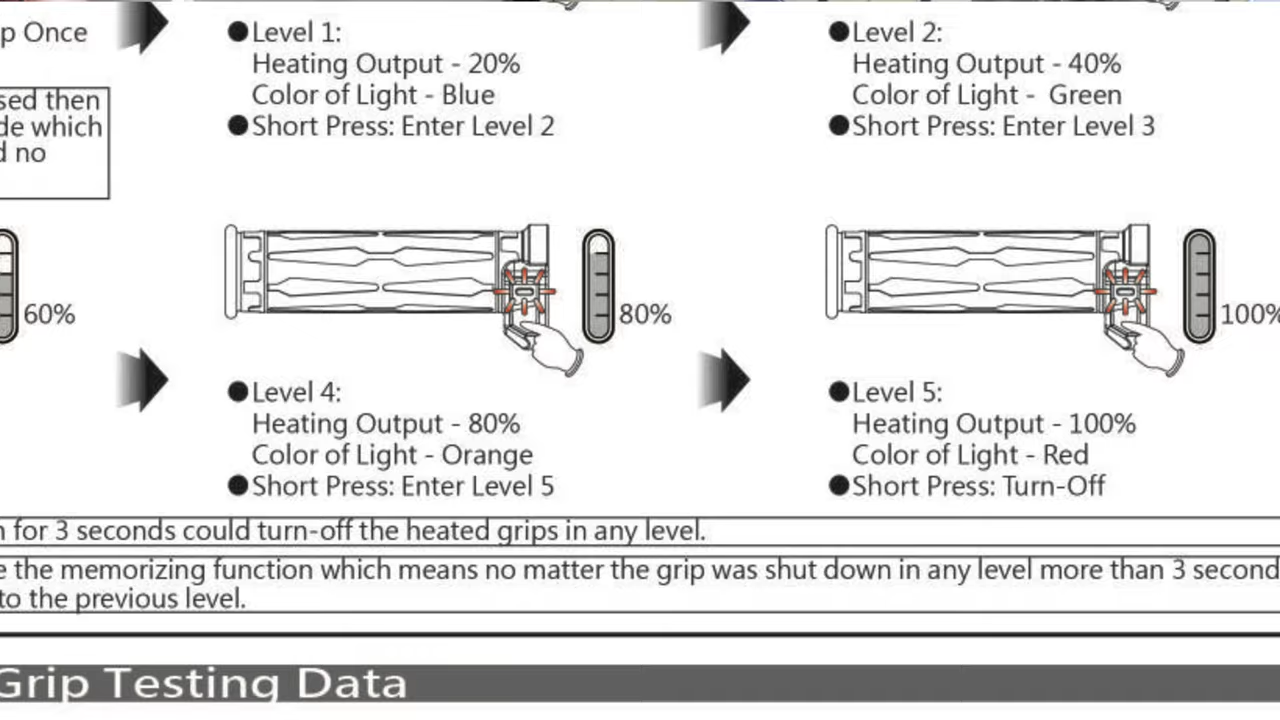 p Once
Level 1:
Heating Output - 20%
Color of Light - Blue
Short Press: Enter Level 2
Level 2:
Heating Output - 40%
Color of Light -  Green
Short Press: Enter Level 3
sed then
de which
d no
60%
80%
100%
Level 4:
Heating Output - 80%
Color of Light - Orange
Short Press: Enter Level 5
Level 5:
Heating Output - 100%
Color of Light - Red
Short Press: Turn-Off
n for 3 seconds could turn-off the heated grips in any level.
e the memorizing function which means no matter the grip was shut down in any level more than 3 second
to the previous level.
Grip Testing Data